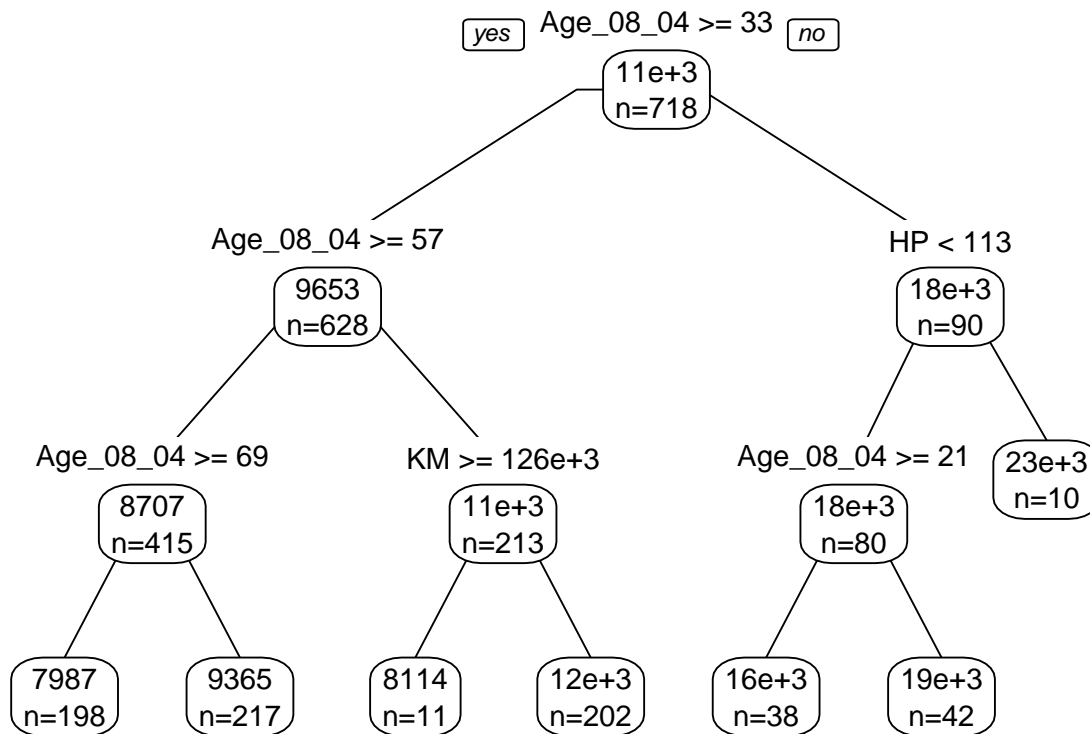 yes Age_08_04 >= 33 no
11e+3
n=718
Age_08_04 >= 57
HP < 113
9653
n=628
18e+3
n=90
Age_08_04 >= 69
KM >= 126e+3
Age_08_04 >= 21
23e+3
n=10
8707
n=415
11e+3
n=213
18e+3
n=80
7987
n=198
9365
n=217
8114
n=11
12e+3
n=202
16e+3
n=38
19e+3
n=42